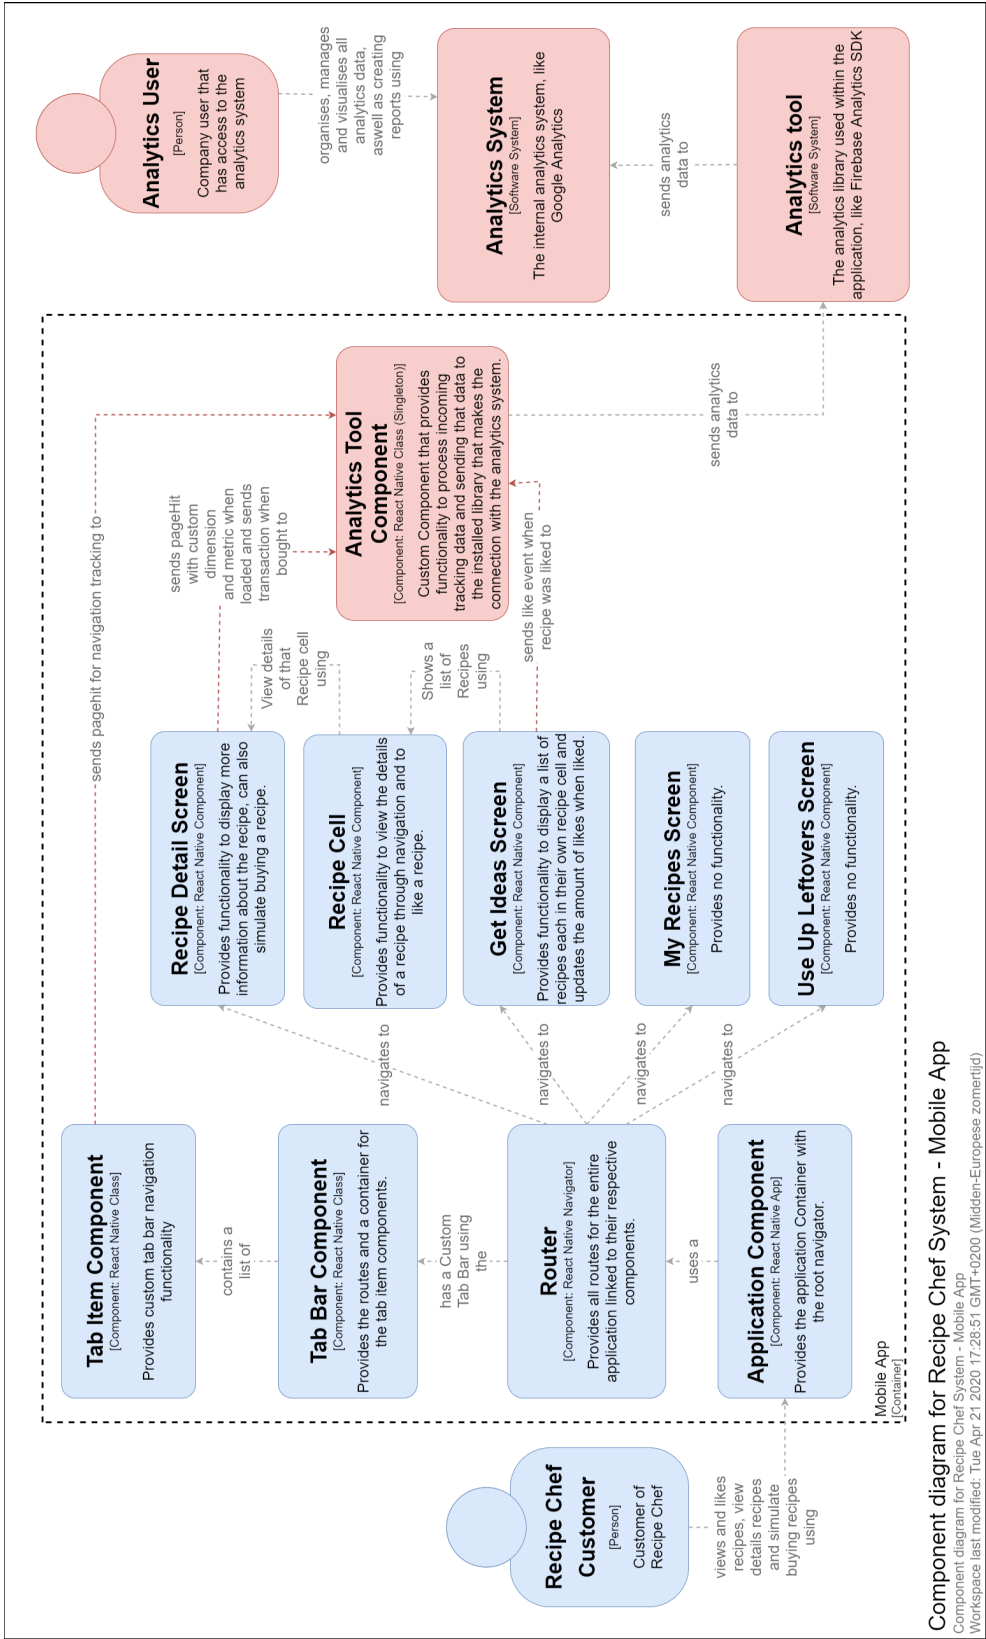 Recipe Chef
Customer
[Person]
Customer of
Recipe Chef
views and likes
recipes, view
details recipes
and simulate
buying recipes
using
Tab Item Component
[Component: React Native Class]
Provides custom tab bar navigation
functionality
contains a
list of
Tab Bar Component
[Component: React Native Class]
Provides the routes and a container for
the tab item components.
has a Custom
Tab Bar using
the
Router
[Component: React Native Navigator]
Provides all routes for the entire
application linked to their respective
components.
uses a
Application Component
[Component: React Native App]
Provides the application Container with
the root navigator.
Mobile App
[Container]
navigates to
navigates to
navigates to
navigates to
Recipe Detail Screen
[Component: React Native Component]
Provides functionality to display more
information about the recipe, can also
simulate buying a recipe.
Recipe Cell
[Component: React Native Component]
Provides functionality to view the details
of a recipe through navigation and to
like a recipe.
Get Ideas Screen
[Component: React Native Component]
Provides functionality to display a list of
recipes each in their own recipe cell and
updates the amount of likes when liked.
My Recipes Screen
[Component: React Native Component]
Provides no functionality.
Use Up Leftovers Screen
[Component: React Native Component]
Provides no functionality.
sends pagehit for navigation tracking to
sends pageHit
with custom
dimension
and metric when
loaded and sends
transaction when
bought to
View details
of that
Recipe cell
using
Shows a
list of
Recipes
using
sends like event when
recipe was liked to
Analytics Tool
Component
[Component: React Native Class (Singleton)]
Custom Component that provides
functionality to process incoming
tracking data and sending that data to
the installed library that makes the
connection with the analytics system.
sends analytics
data to
Analytics User
[Person]
Company user that
has access to the
analytics system
organises, manages
and visualises all
analytics data,
aswell as creating
reports using
Analytics System
[Software System]
The internal analytics system, like
Google Analytics
sends analytics
data to
Analytics tool
[Software System]
The analytics library used within the
application, like Firebase Analytics SDK
Component diagram for Recipe Chef System - Mobile App
Component diagram for Recipe Chef System - Mobile App
Workspace last modified: Tue Apr 21 2020 17:28:51 GMT+0200 (Midden-Europese zomertijd)